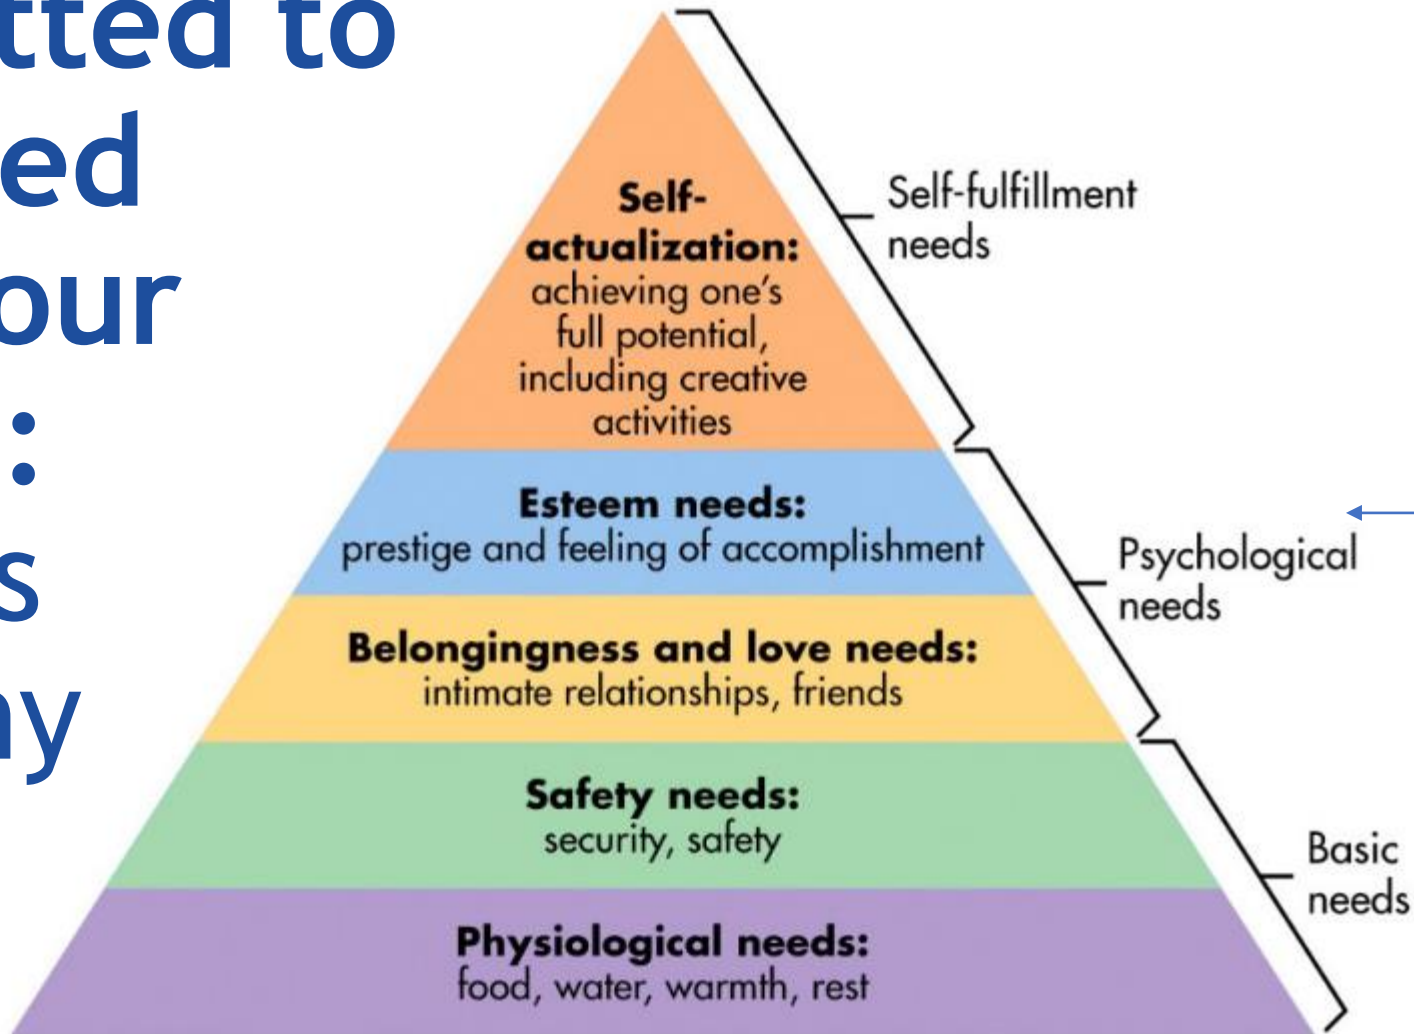 tted to
ed
our
:
s
ny
Self-
actualization:
achieving one's
full potential,
including creative
activities
Esteem needs:
prestige and feeling of accomplishment
Belongingness and love needs:
intimate relationships, friends
Safety needs:
security, safety
Physiological needs:
food, water, warmth, rest
Self-fulfillment
needs
Psychological
needs
Basic
needs